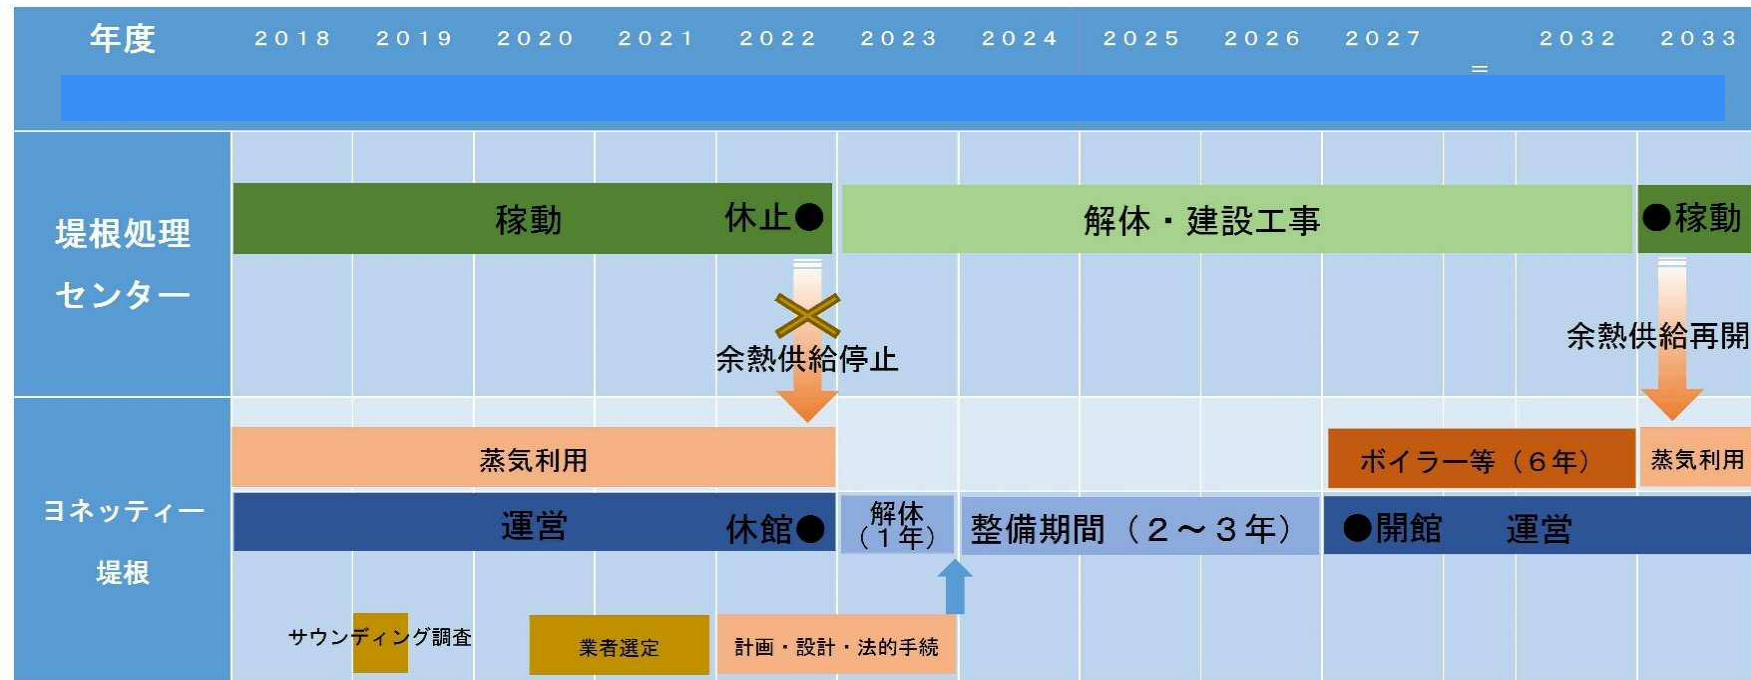 年度 ２０１８ ２０１９ ２０２０ ２０２１ ２０２２ ２０２３ ２０２４ ２０２５ ２０２６ ２０２７ ＝ ２０３２ ２０３３
堤根処理
センター
稼動 休止●
解体・建設工事
●稼動
余熱供給停止
余熱供給再開
ヨネッティー
堤根
蒸気利用
ボイラー等（６年）
蒸気利用
運営 休館●
解体
（１年）
整備期間（２～３年）
●開館 運営
サウンディング調査
業者選定
計画・設計・法的手続